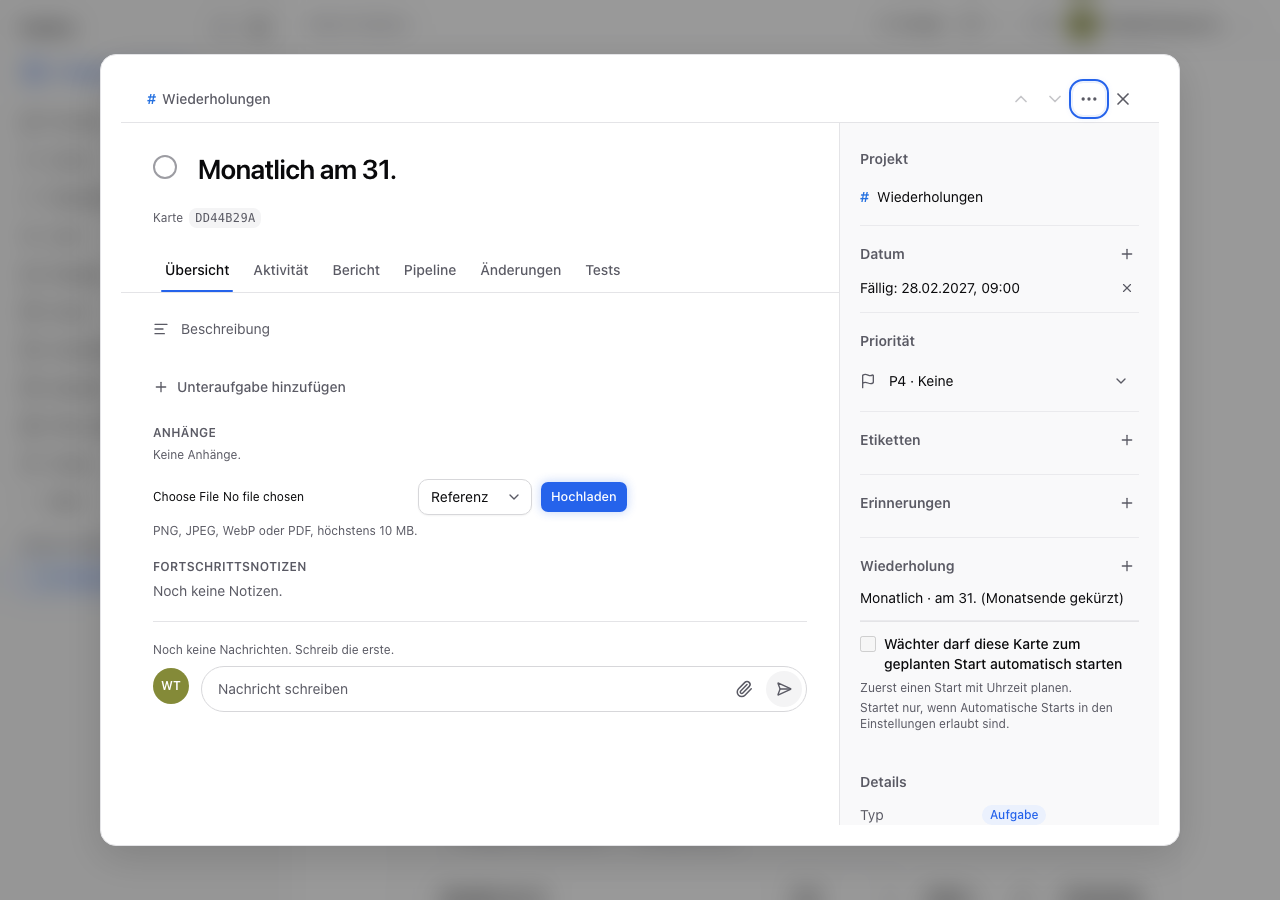 # Wiederholungen
Monatlich am 31.
Karte DD44B29A
Übersicht Aktivität Bericht Pipeline Änderungen Tests
Beschreibung
Unteraufgabe hinzufügen
ANHÄNGE
Keine Anhänge.
Choose File No file chosen Referenz Hochladen
PNG, JPEG, WebP oder PDF, höchstens 10 MB.
FORTSCHRITTSNOTIZEN
Noch keine Notizen.
Noch keine Nachrichten. Schreib die erste.
WT Nachricht schreiben
Projekt
# Wiederholungen
Datum
Fällig: 28.02.2027, 09:00
Priorität
P4 · Keine
Etiketten
Erinnerungen
Wiederholung
Monatlich · am 31. (Monatsende gekürzt)
Wächter darf diese Karte zum
geplanten Start automatisch starten
Zuerst einen Start mit Uhrzeit planen.
Startet nur, wenn Automatische Starts in den
Einstellungen erlaubt sind.
Details
Typ Aufgabe